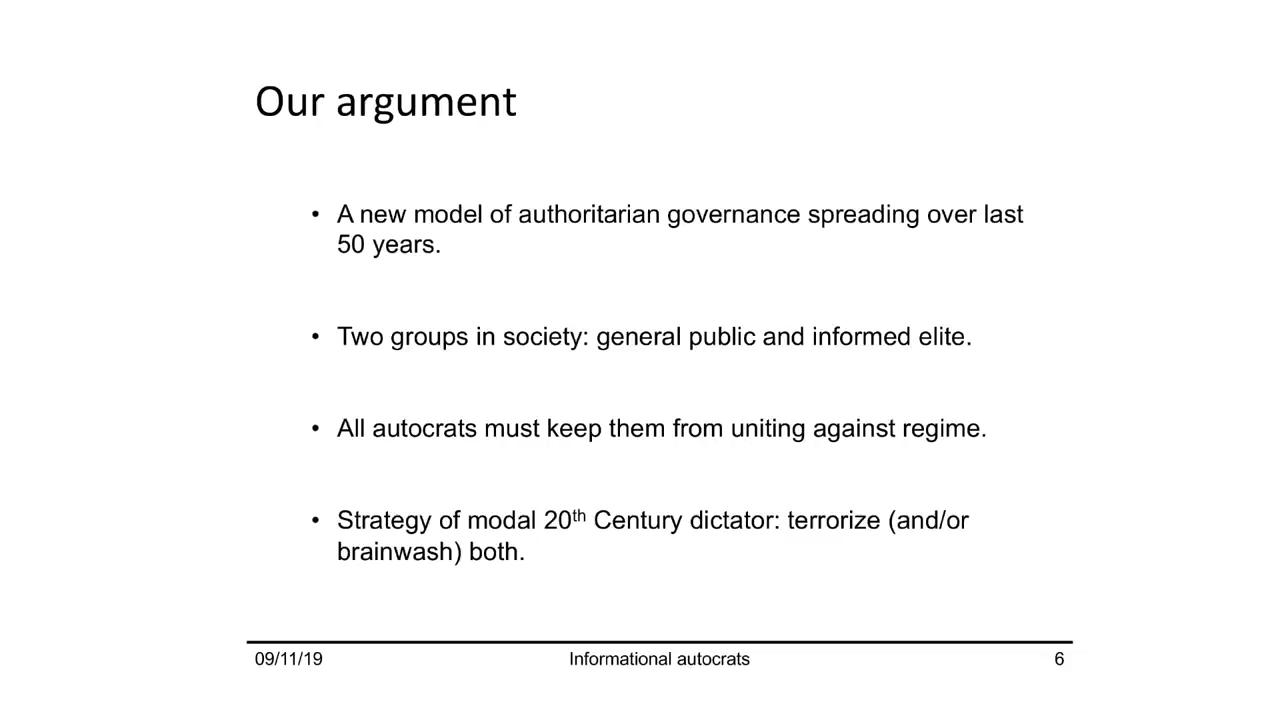 Our argument
• A new model of authoritarian governance spreading over last
50 years.
• Two groups in society: general public and informed elite.
• All autocrats must keep them from uniting against regime.
• Strategy of modal 20th Century dictator: terrorize (and/or
brainwash) both.
09/11/19 Informational autocrats 6